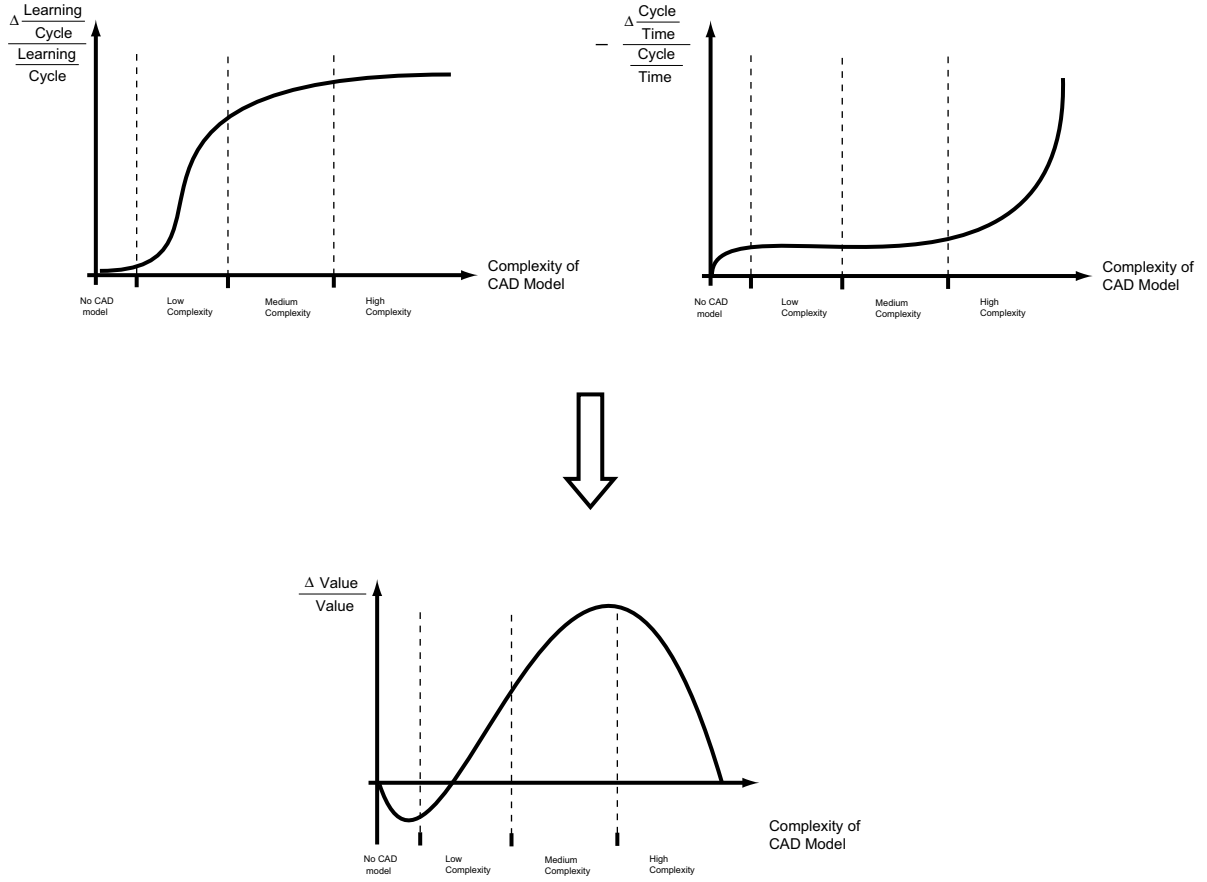 Δ Learning
Cycle
Learning
Cycle
Complexity of
CAD Model
No CAD
model
Low
Complexity
Medium
Complexity
High
Complexity
– Δ Cycle
Time
Cycle
Time
Complexity of
CAD Model
No CAD
model
Low
Complexity
Medium
Complexity
High
Complexity
Δ Value
Value
Complexity of
CAD Model
No CAD
model
Low
Complexity
Medium
Complexity
High
Complexity